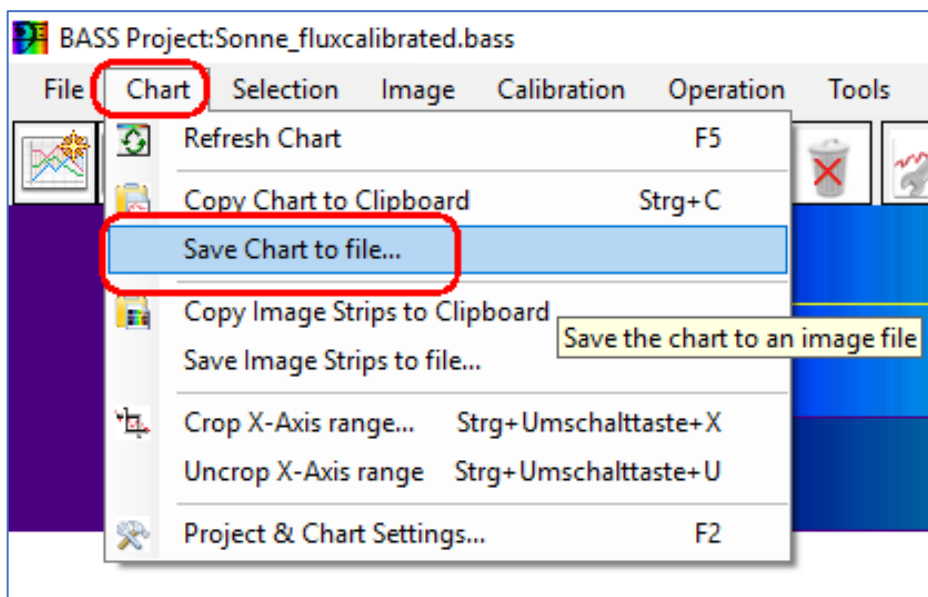 BASS Project:Sonne_fluxcalibrated.bass
File Chart Selection Image Calibration Operation Tools
Refresh Chart F5
Copy Chart to Clipboard Strg+C
Save Chart to file...
Copy Image Strips to Clipboard
Save the chart to an image file
Save Image Strips to file...
Crop X-Axis range... Strg+Umschalttaste+X
Uncrop X-Axis range Strg+Umschalttaste+U
Project & Chart Settings... F2